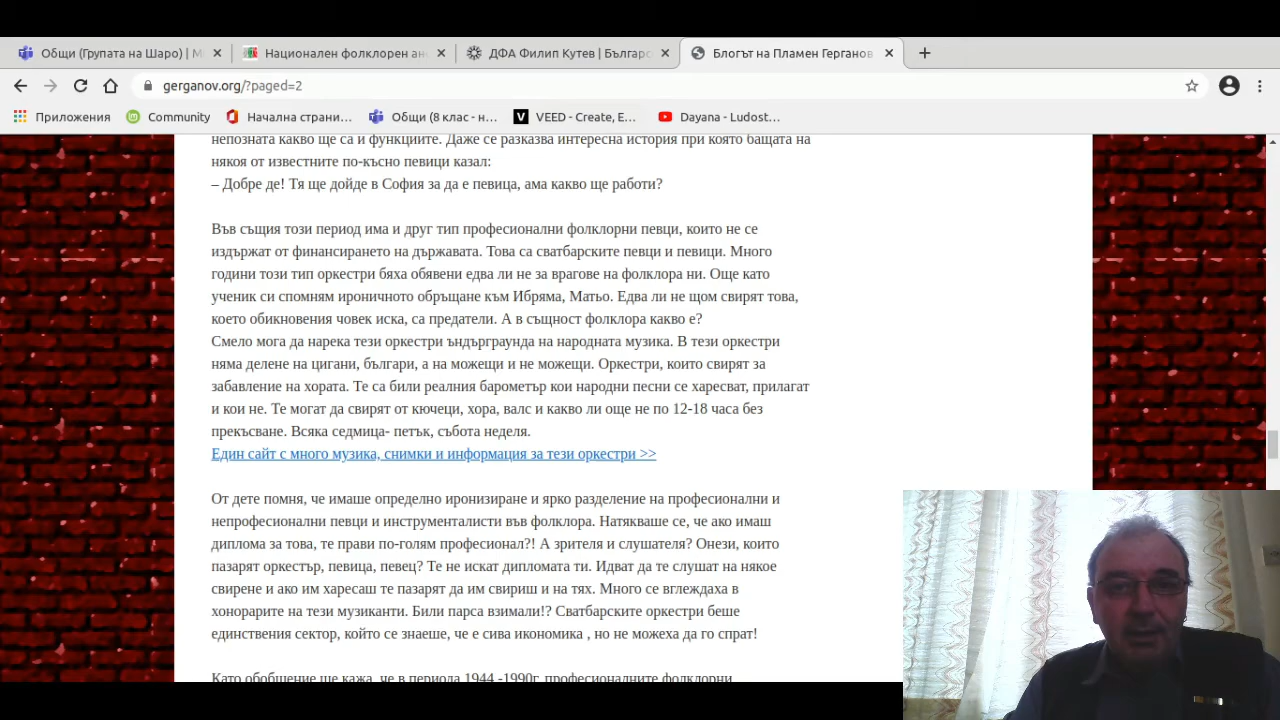 Общи (Групата на Шаро) | М
Национален фолклорен ан
ДФА Филип Кутев | Българс
Блогът на Пламен Герганов
gerganov.org/?paged=2
Приложения
Community
Начална страни...
Общи (8 клас - н...
VEED - Create, E...
Dayana - Ludost...
непозната какво ще са и функциите. Даже се разказва интересна история при която бащата на
някоя от известните по-късно певици казал:
– Добре де! Тя ще дойде в София за да е певица, ама какво ще работи?
Във същия този период има и друг тип професионални фолклорни певци, които не се
издържат от финансирането на държавата. Това са сватбарските певци и певици. Много
години този тип оркестри бяха обявени едва ли не за врагове на фолклора ни. Още като
ученик си спомням ироничното обръщане към Ибряма, Матьо. Едва ли не щом свирят това,
което обикновения човек иска, са предатели. А в същност фолклора какво е?
Смело мога да нарека тези оркестри ъндърграунда на народната музика. В тези оркестри
няма делене на цигани, българи, а на можещи и не можещи. Оркестри, които свирят за
забавление на хората. Те са били реалния барометър кои народни песни се харесват, прилагат
и кои не. Те могат да свирят от кючеци, хора, валс и какво ли още не по 12-18 часа без
прекъсване. Всяка седмица- петък, събота неделя.
Един сайт с много музика, снимки и информация за тези оркестри >>
От дете помня, че имаше определно иронизиране и ярко разделение на професионални и
непрофесионални певци и инструменталисти във фолклора. Натякваше се, че ако имаш
диплома за това, те прави по-голям професионал?! А зрителя и слушателя? Онези, които
пазарят оркестър, певица, певец? Те не искат дипломата ти. Идват да те слушат на някое
свирене и ако им харесаш те пазарят да им свириш и на тях. Много се вглеждаха в
хонорарите на тези музиканти. Били парса взимали!? Сватбарските оркестри беше
единствения сектор, който се знаеше, че е сива икономика , но не можеха да го спрат!
Като обобщение ще кажа, че в периода 1944 -1990г. професионалните фолклорни